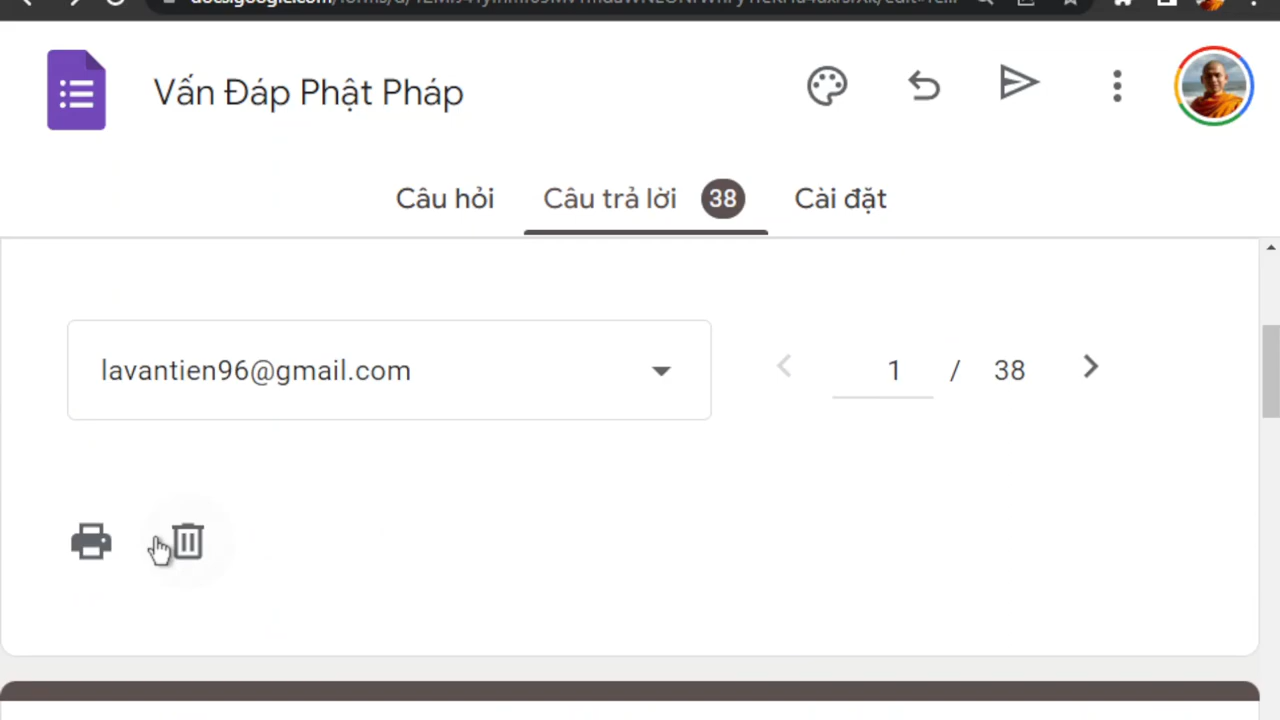 Vấn Đáp Phật Pháp
Câu hỏi
Câu trả lời 38
Cài đặt
lavantien96@gmail.com
1 / 38